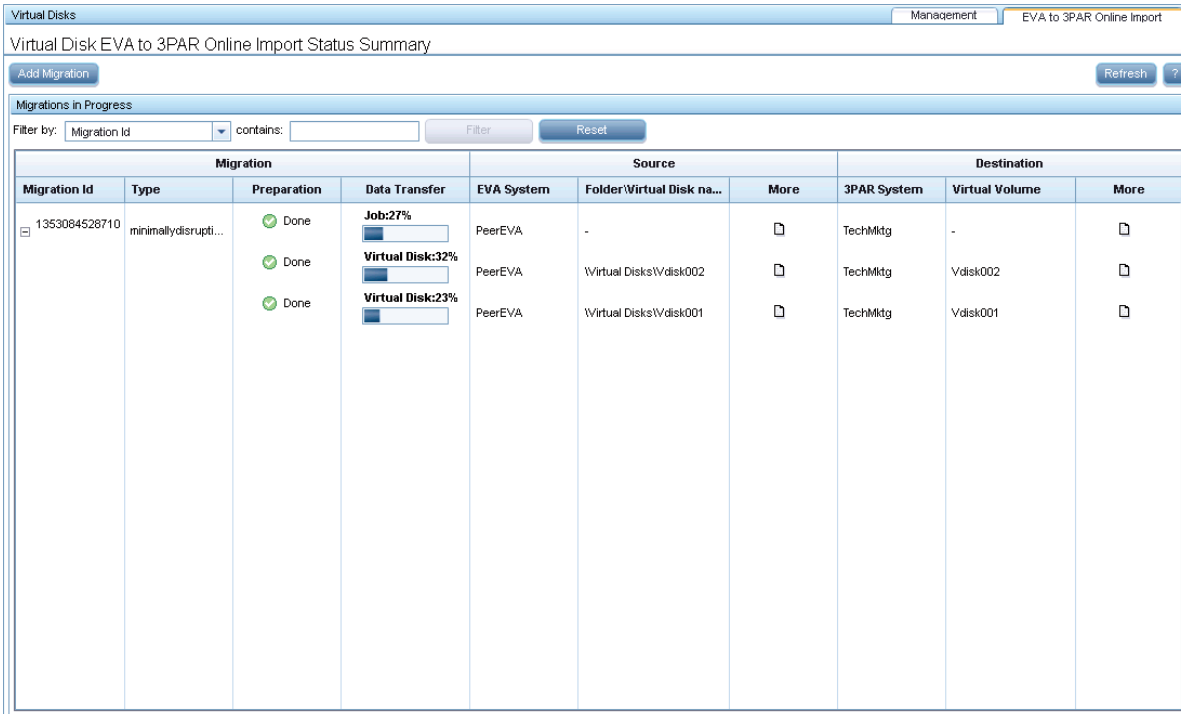 Virtual Disks
Management
EVA to 3PAR Online Import
Virtual Disk EVA to 3PAR Online Import Status Summary
Add Migration
Refresh
?
Migrations in Progress
Filter by: Migration Id contains: Filter Reset
Migration Source Destination
Migration Id Type Preparation Data Transfer EVA System Folder\Virtual Disk na... More 3PAR System Virtual Volume More
1353084528710 minimallydisrupti... Done Job:27% PeerEVA - TechMktg -
Done Virtual Disk:32% PeerEVA \Virtual Disks\Vdisk002 TechMktg Vdisk002
Done Virtual Disk:23% PeerEVA \Virtual Disks\Vdisk001 TechMktg Vdisk001